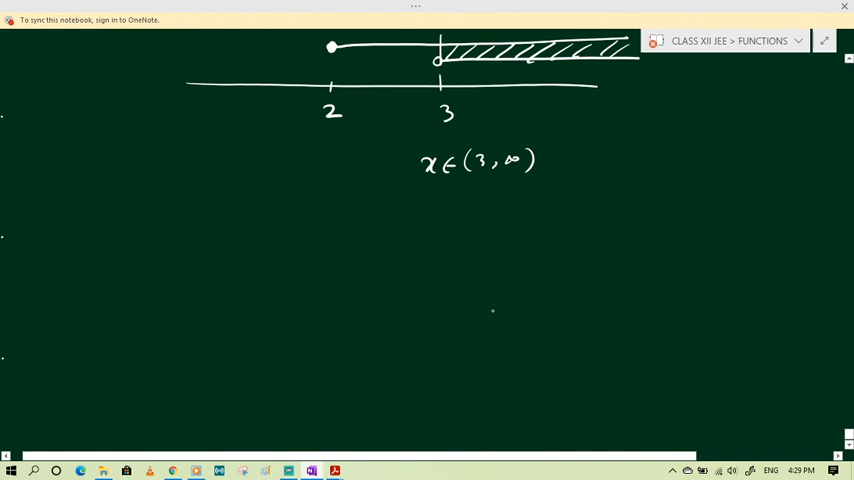 To sync this notebook, sign in to OneNote.
CLASS XII JEE > FUNCTIONS
2 3
x ∈ (3, ∞)
ENG 4:29 PM